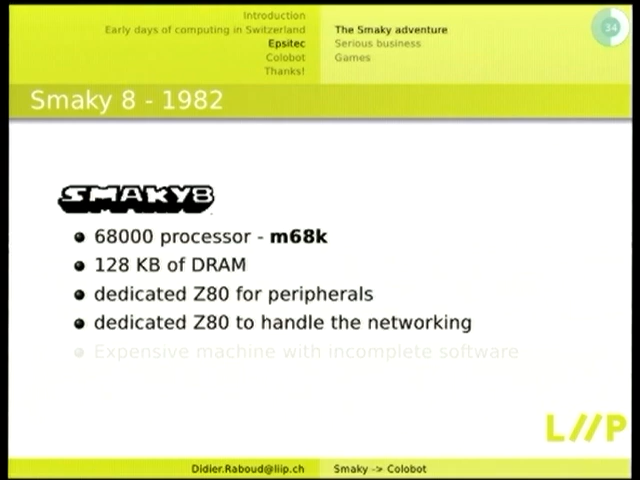 Introduction
Early days of computing in Switzerland
Epsitec
Colobot
Thanks!
The Smaky adventure
Serious business
Games
34
Smaky 8 - 1982
SMAKY8
68000 processor - m68k
128 KB of DRAM
dedicated Z80 for peripherals
dedicated Z80 to handle the networking
Expensive machine with incomplete software
LIIP
Didier.Raboud@liip.ch
Smaky -> Colobot